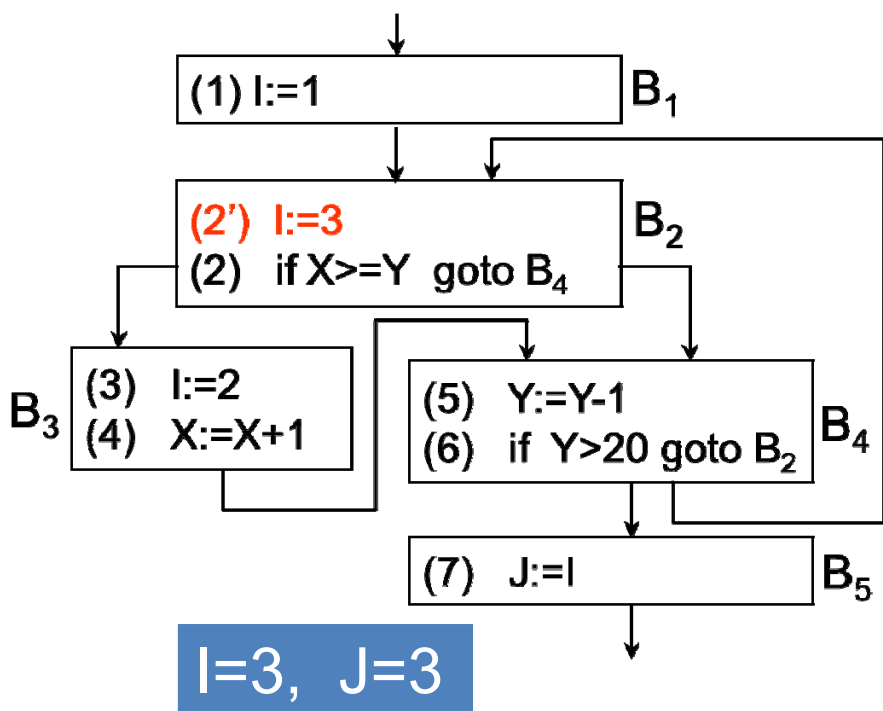 (1) I:=1 B₁
(2') I:=3 B₂
(2) if X>=Y goto B₄
B₃ (3) I:=2
(4) X:=X+1
(5) Y:=Y-1 B₄
(6) if Y>20 goto B₂
(7) J:=I B₅
I=3, J=3